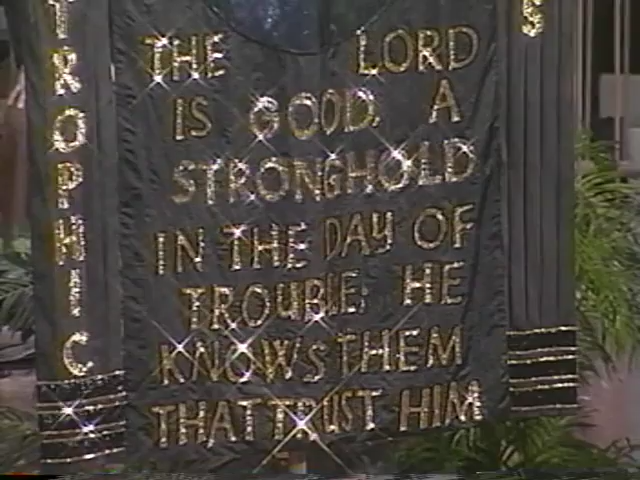 TROPHIC
S
THE LORD
IS GOOD, A
STRONGHOLD
IN THE DAY OF
TROUBLE; HE
KNOWS THEM
THAT TRUST HIM